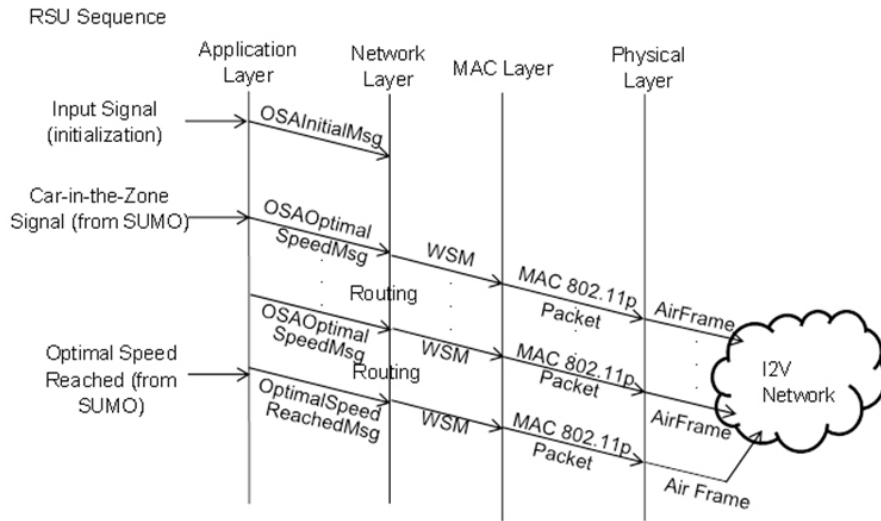 RSU Sequence
Application
Layer
Network
Layer
MAC Layer
Physical
Layer
Input Signal
(initialization)
OSAInitialMsg
Car-in-the-Zone
Signal (from SUMO)
OSAOptimal
SpeedMsg
WSM
MAC 802.11p
Packet
AirFrame
Routing
OSAOptimal
SpeedMsg
WSM
MAC 802.11p
Packet
AirFrame
I2V
Network
Optimal Speed
Reached (from
SUMO)
Routing
OptimalSpeed
ReachedMsg
WSM
MAC 802.11p
Packet
Air Frame